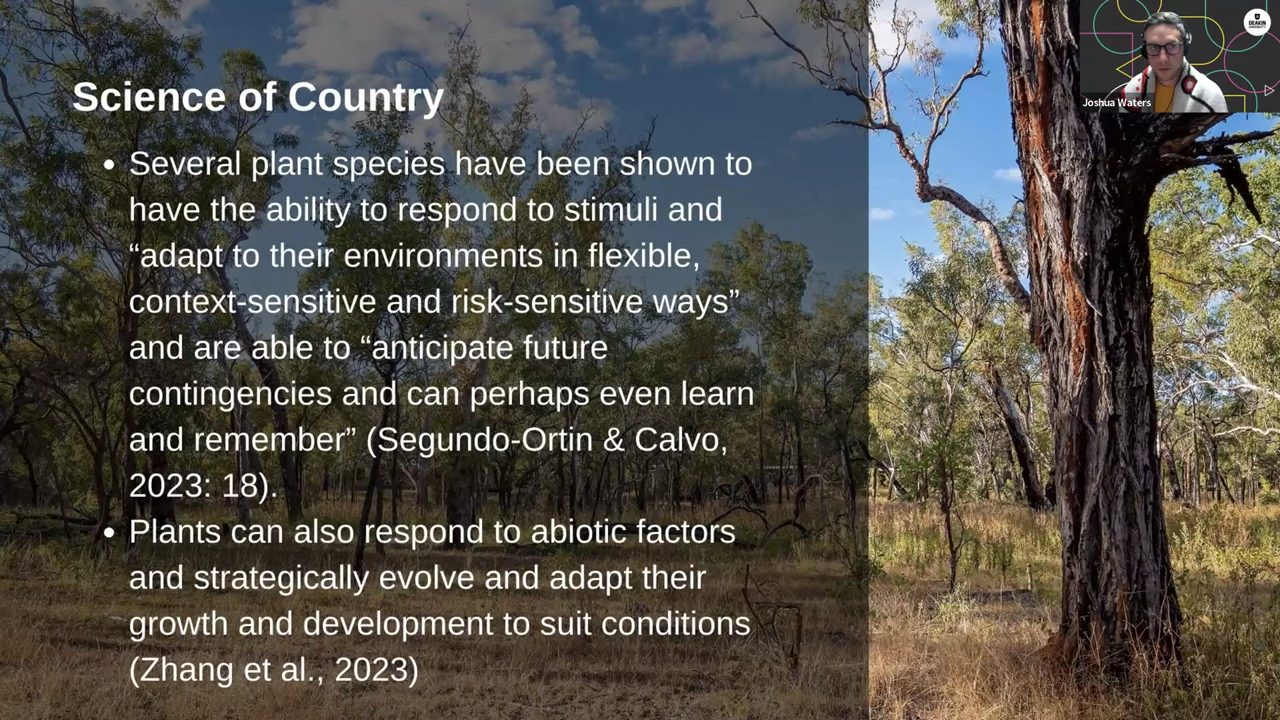 Science of Country
• Several plant species have been shown to
have the ability to respond to stimuli and
“adapt to their environments in flexible,
context-sensitive and risk-sensitive ways”
and are able to “anticipate future
contingencies and can perhaps even learn
and remember” (Segundo-Ortin & Calvo,
2023: 18).
• Plants can also respond to abiotic factors
and strategically evolve and adapt their
growth and development to suit conditions
(Zhang et al., 2023)
DEAKIN
UNIVERSITY
Joshua Waters